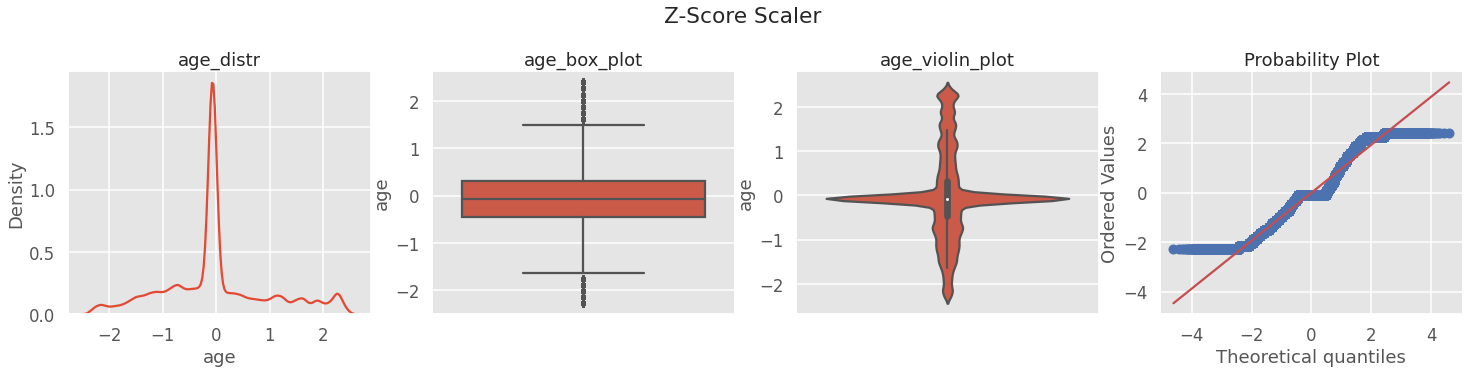 Z-Score Scaler
age_distr
Density
1.5
1.0
0.5
0.0
−2
−1
0
1
2
age
age_box_plot
age
2
1
0
−1
−2
age_violin_plot
age
2
1
0
−1
−2
Probability Plot
Ordered Values
4
2
0
−2
−4
−4
−2
0
2
4
Theoretical quantiles